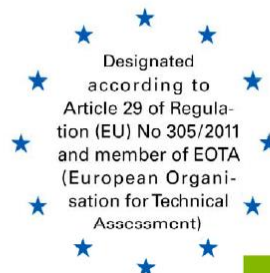 Designated
according to
Article 29 of Regula-
tion (EU) No 305/2011
and member of EOTA
(European Organi-
sation for Technical
Assessment)